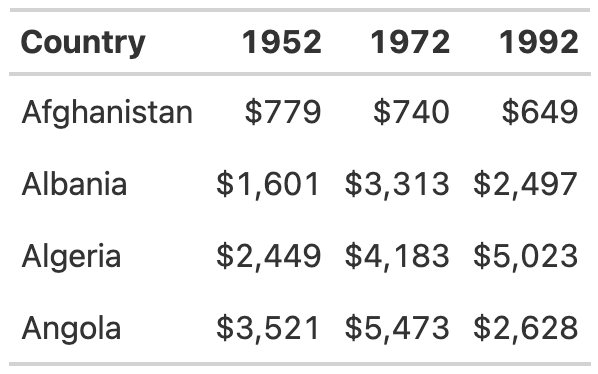 Country 1952 1972 1992
Afghanistan $779 $740 $649
Albania $1,601 $3,313 $2,497
Algeria $2,449 $4,183 $5,023
Angola $3,521 $5,473 $2,628